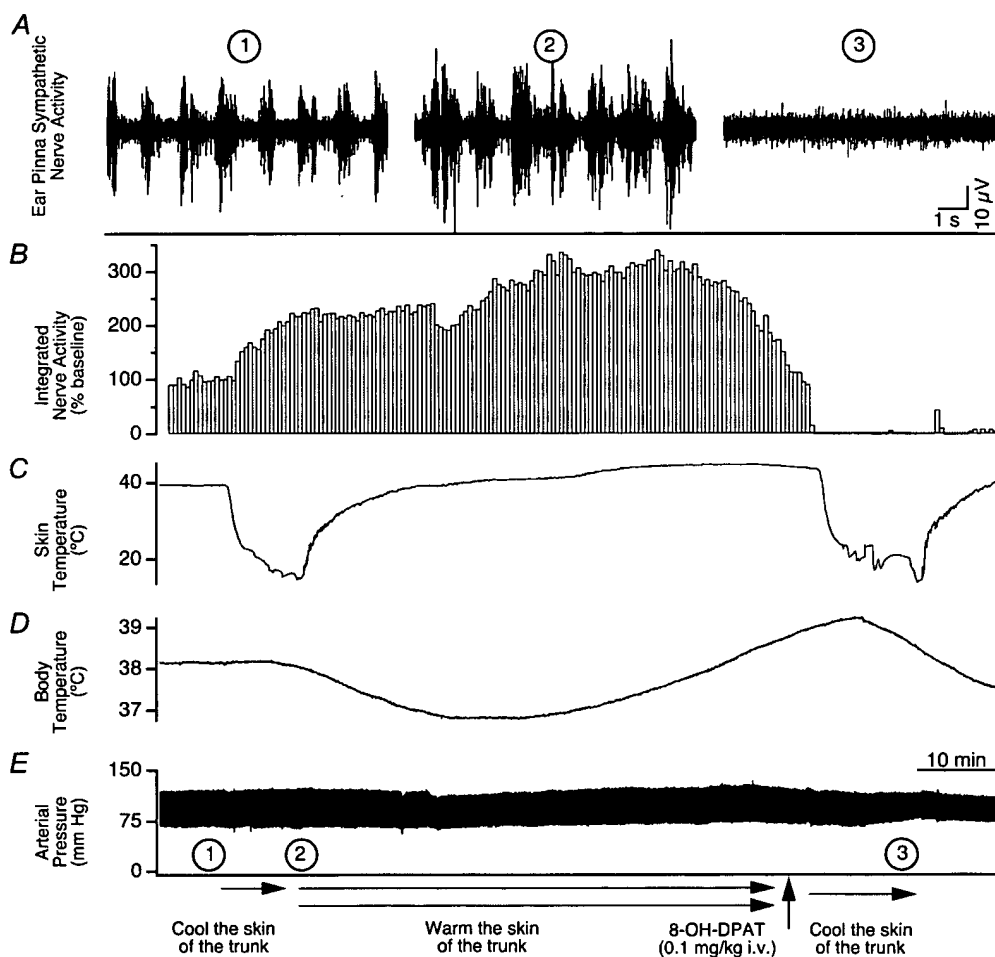 A
Ear Pinna Sympathetic
Nerve Activity
1
2
3
1 s
10 µV
B
Integrated
Nerve Activity
(% baseline)
300
200
100
0
C
Skin
Temperature
(°C)
40
20
D
Body
Temperature
(°C)
39
38
37
E
Arterial
Pressure
(mm Hg)
150
75
0
10 min
1
2
3
Cool the skin
of the trunk
Warm the skin
of the trunk
8-OH-DPAT
(0.1 mg/kg i.v.)
Cool the skin
of the trunk